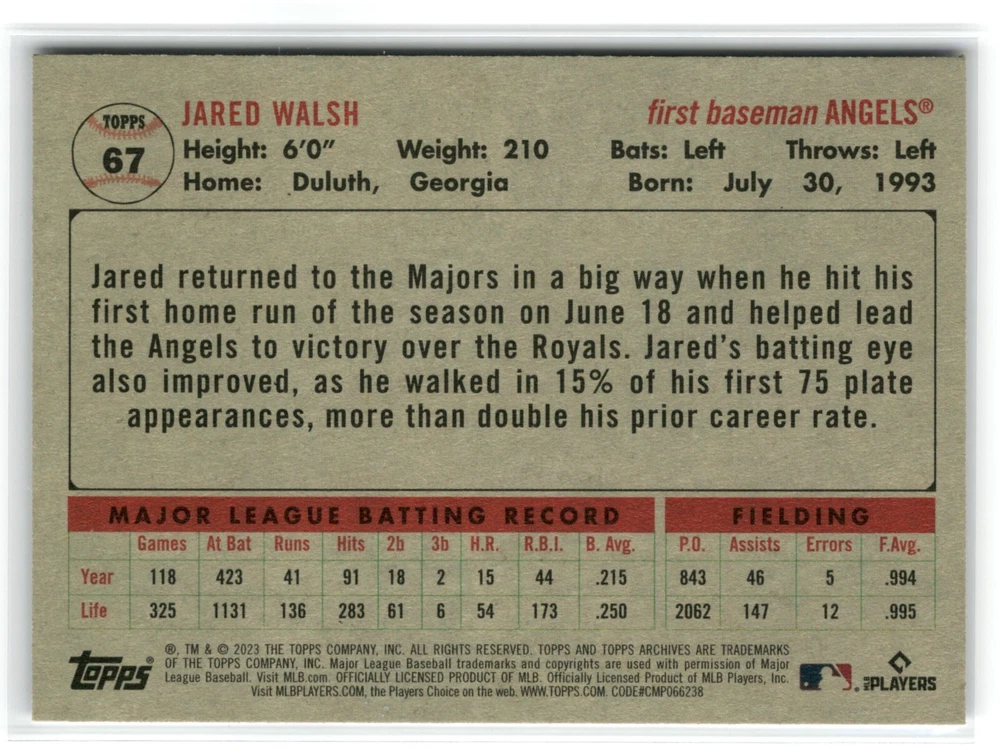 TOPPS
67
JARED WALSH first baseman ANGELS®
Height: 6'0" Weight: 210 Bats: Left Throws: Left
Home: Duluth, Georgia Born: July 30, 1993
Jared returned to the Majors in a big way when he hit his
first home run of the season on June 18 and helped lead
the Angels to victory over the Royals. Jared's batting eye
also improved, as he walked in 15% of his first 75 plate
appearances, more than double his prior career rate.
MAJOR LEAGUE BATTING RECORD FIELDING
Games At Bat Runs Hits 2b 3b H.R. R.B.I. B. Avg. P.O. Assists Errors F.Avg.
Year 118 423 41 91 18 2 15 44 .215 843 46 5 .994
Life 325 1131 136 283 61 6 54 173 .250 2062 147 12 .995
®, TM & © 2023 THE TOPPS COMPANY, INC. ALL RIGHTS RESERVED. TOPPS AND TOPPS ARCHIVES ARE TRADEMARKS
OF THE TOPPS COMPANY, INC. Major League Baseball trademarks and copyrights are used with permission of Major
League Baseball. Visit MLB.com. OFFICIALLY LICENSED PRODUCT OF MLB. Officially Licensed Product of MLB Players, Inc.
Visit MLBPLAYERS.COM, the Players Choice on the web. WWW.TOPPS.COM. CODE#CMP066238
topps®
MLB PLAYERS